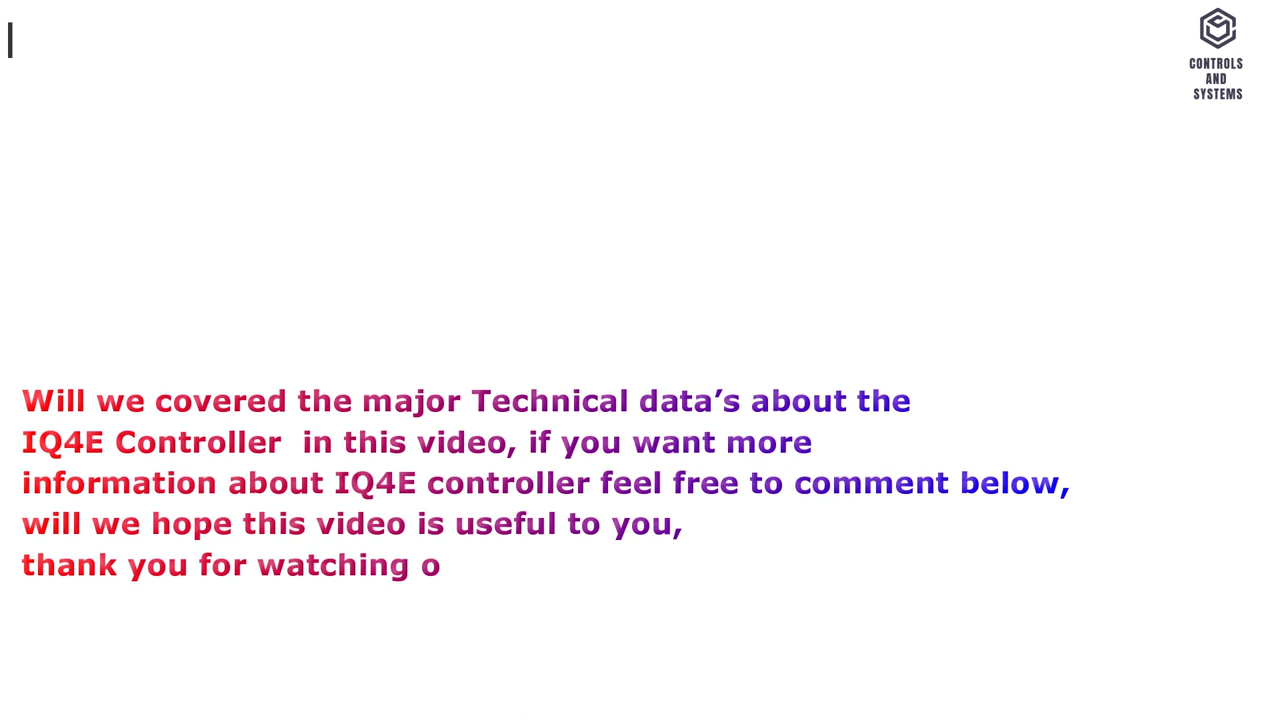 CONTROLS
AND
SYSTEMS
Will we covered the major Technical data’s about the
IQ4E Controller  in this video, if you want more
information about IQ4E controller feel free to comment below,
will we hope this video is useful to you,
thank you for watching o